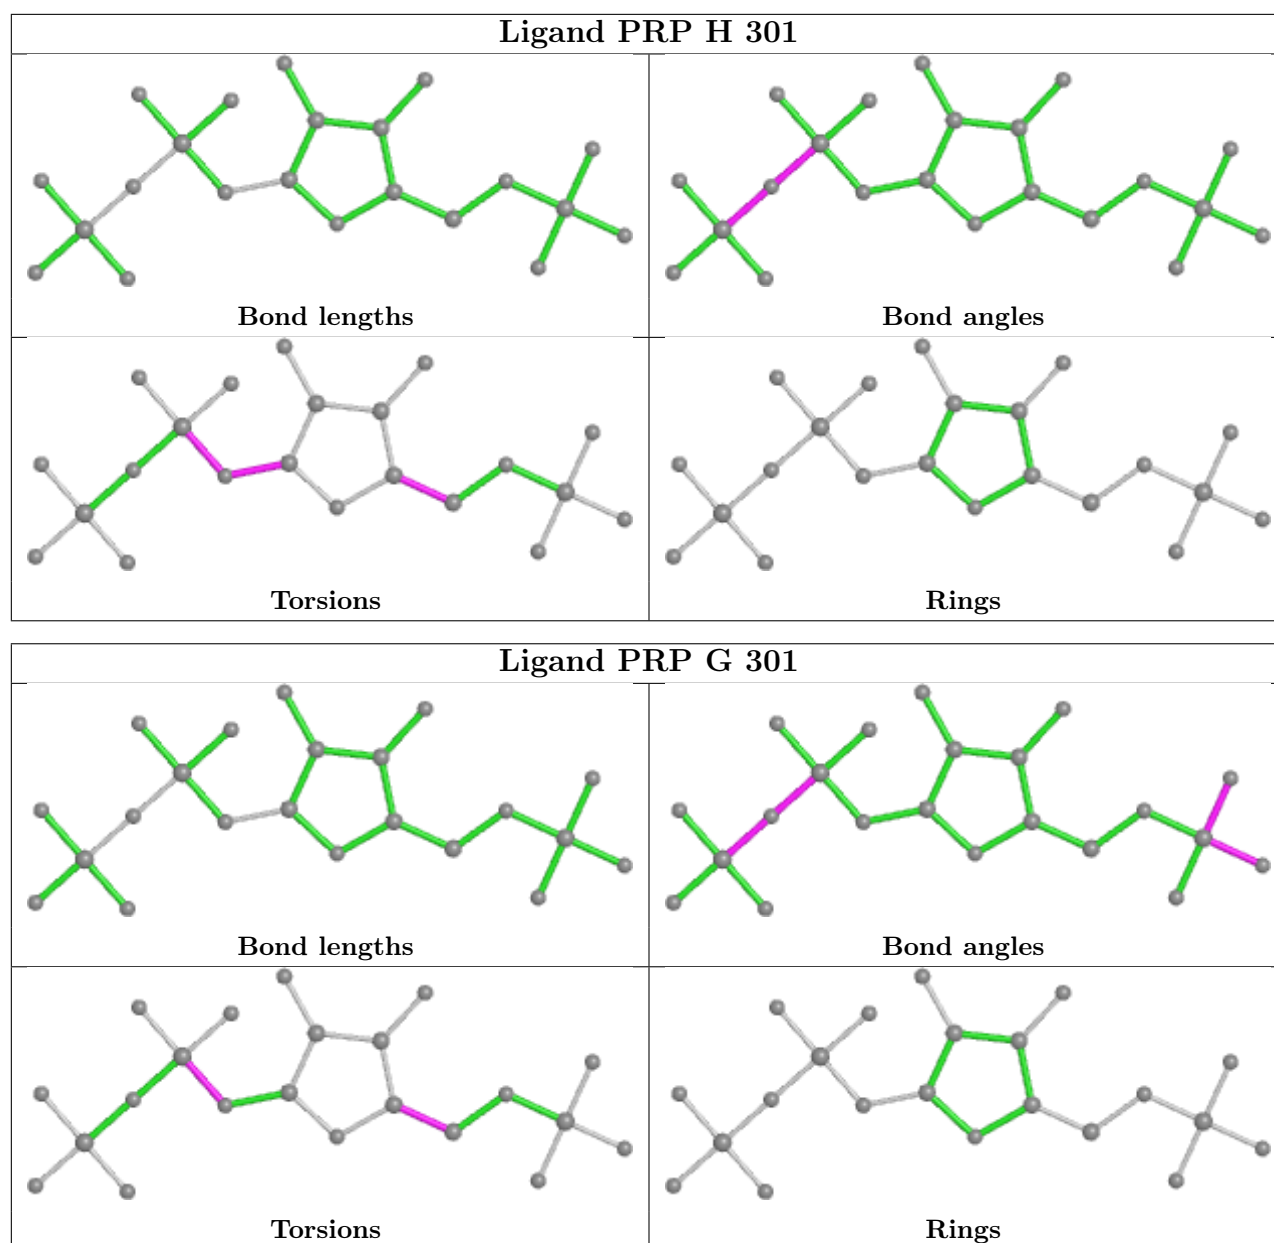 Ligand PRP H 301
Bond lengths
Bond angles
Torsions
Rings
Ligand PRP G 301
Bond lengths
Bond angles
Torsions
Rings